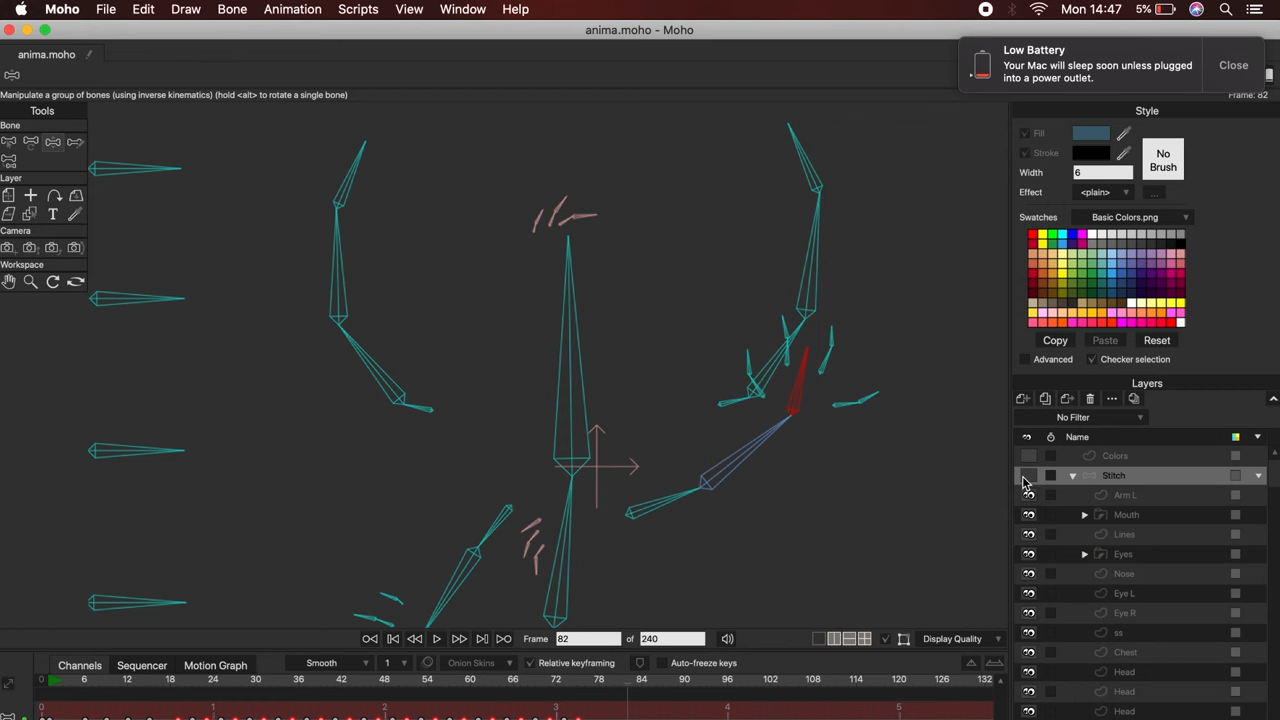 Moho File Edit Draw Bone Animation Scripts View Window Help Mon 14:47 5%
anima.moho - Moho
anima.moho
Low Battery
Your Mac will sleep soon unless plugged
into a power outlet.
Close
Manipulate a group of bones (using inverse kinematics) (hold <alt> to rotate a single bone)
Frame: 82
Tools
Bone
Layer
Camera
Workspace
Style
Fill
Stroke
No
Brush
Width 6
Effect <plain> ...
Swatches Basic Colors.png
Copy Paste Reset
Advanced Checker selection
Layers
No Filter
Name
Colors
Stitch
Arm L
Mouth
Lines
Eyes
Nose
Eye L
Eye R
ss
Chest
Head
Head
Head
Frame 82 of 240 Display Quality
Channels Sequencer Motion Graph Smooth 1 Onion Skins Relative keyframing Auto-freeze keys
0 6 12 18 24 30 36 42 48 54 60 66 72 78 84 90 96 102 108 114 120 126 132
0 1 2 3 4 5